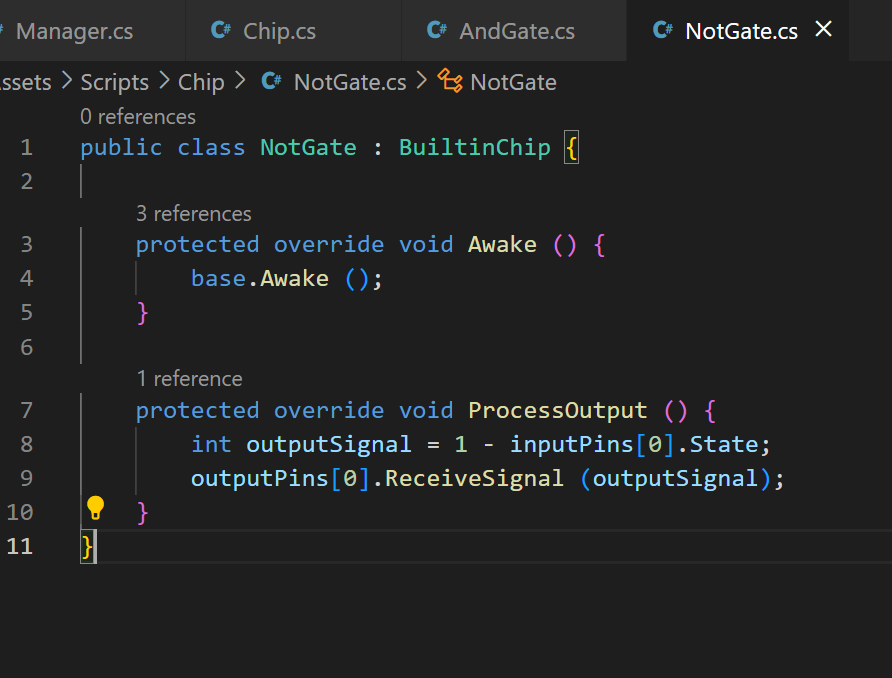 Manager.cs Chip.cs AndGate.cs NotGate.cs
Scripts > Chip > NotGate.cs > NotGate
0 references
1 public class NotGate : BuiltinChip {
2
3 references
3 protected override void Awake () {
4 base.Awake ();
5 }
6
1 reference
7 protected override void ProcessOutput () {
8 int outputSignal = 1 - inputPins[0].State;
9 outputPins[0].ReceiveSignal (outputSignal);
10 }
11 }